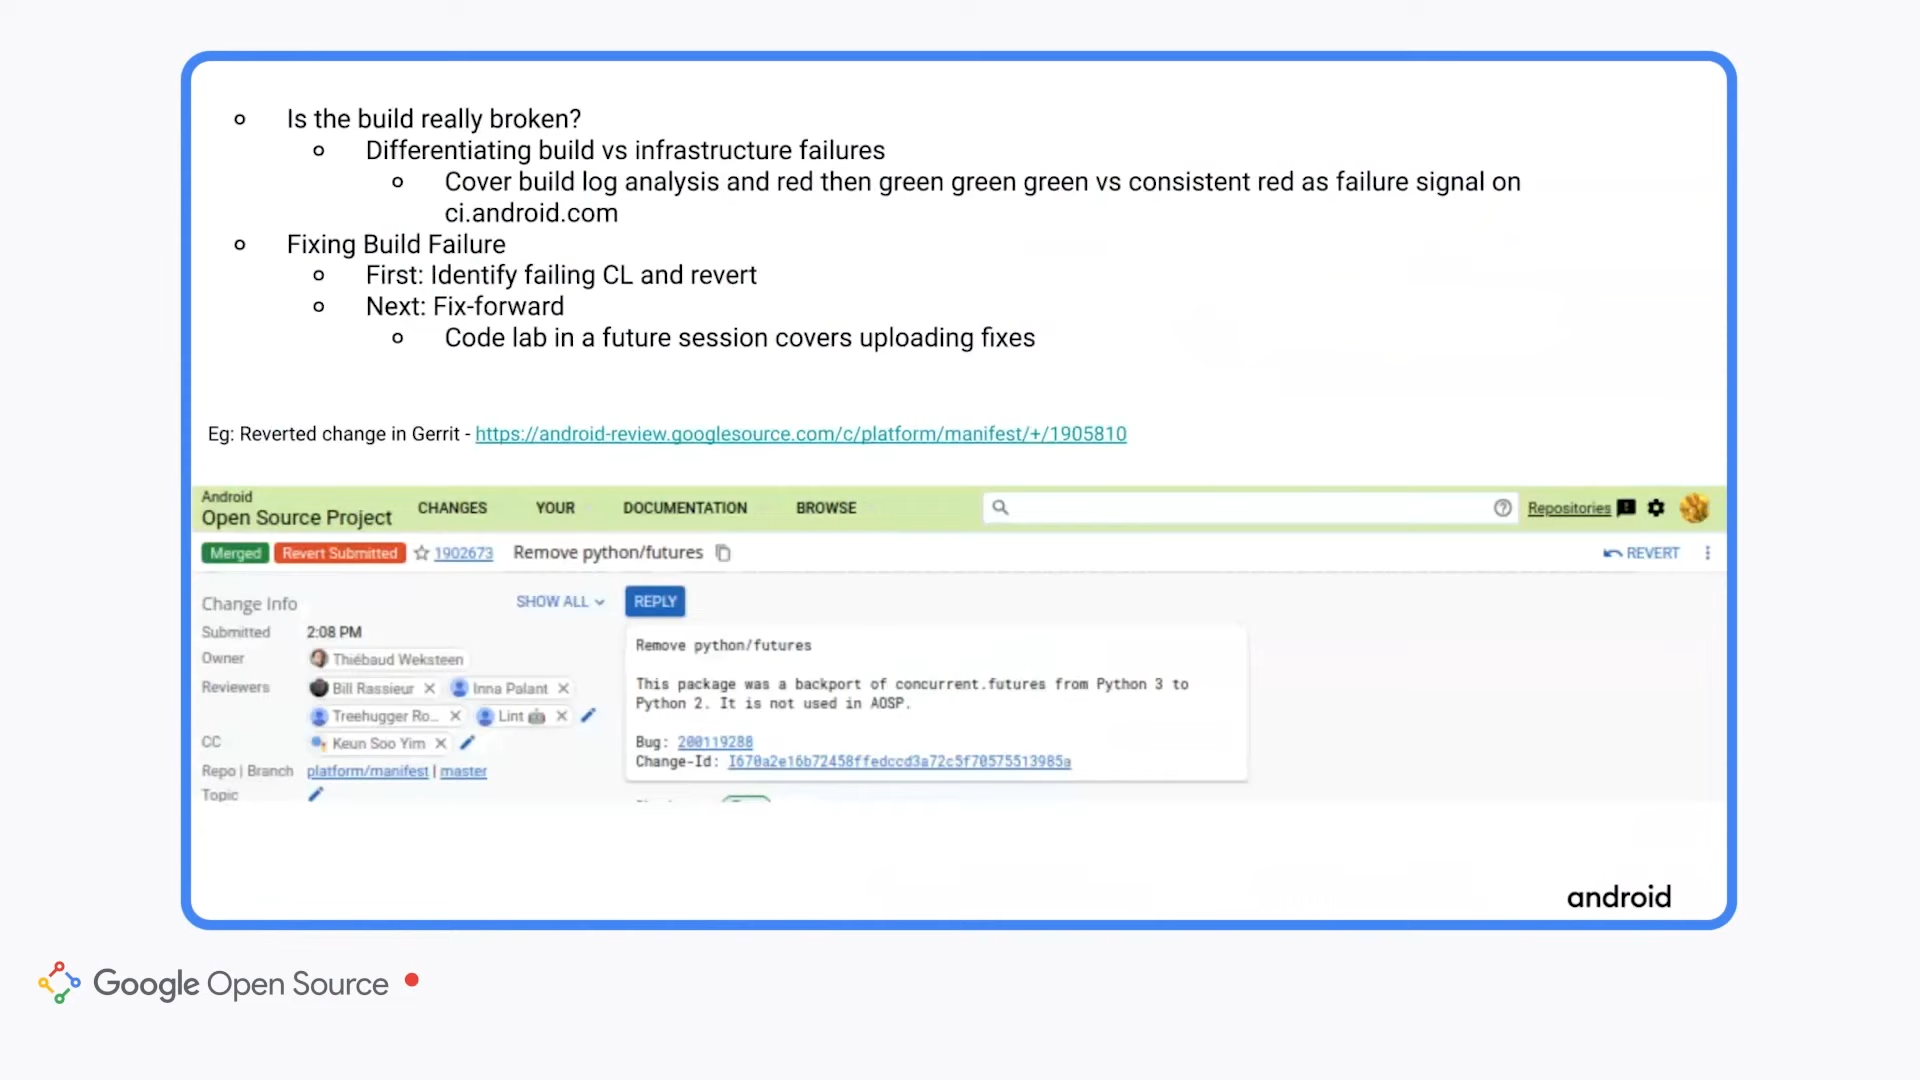 Is the build really broken?
Differentiating build vs infrastructure failures
Cover build log analysis and red then green green green vs consistent red as failure signal on
ci.android.com
Fixing Build Failure
First: Identify failing CL and revert
Next: Fix-forward
Code lab in a future session covers uploading fixes
Eg: Reverted change in Gerrit - https://android-review.googlesource.com/c/platform/manifest/+/1905810
Android
Open Source Project CHANGES YOUR DOCUMENTATION BROWSE Repositories
Merged Revert Submitted 1902673 Remove python/futures REVERT
Change Info SHOW ALL REPLY
Submitted 2:08 PM
Owner Thiébaud Weksteen
Reviewers Bill Rassieur Inna Palant
Treehugger Ro... Lint
CC Keun Soo Yim
Repo | Branch platform/manifest | master
Topic
Remove python/futures
This package was a backport of concurrent.futures from Python 3 to
Python 2. It is not used in AOSP.
Bug: 200119288
Change-Id: I670a2e16b72458ffedccd3a72c5f70575513985a
android
Google Open Source